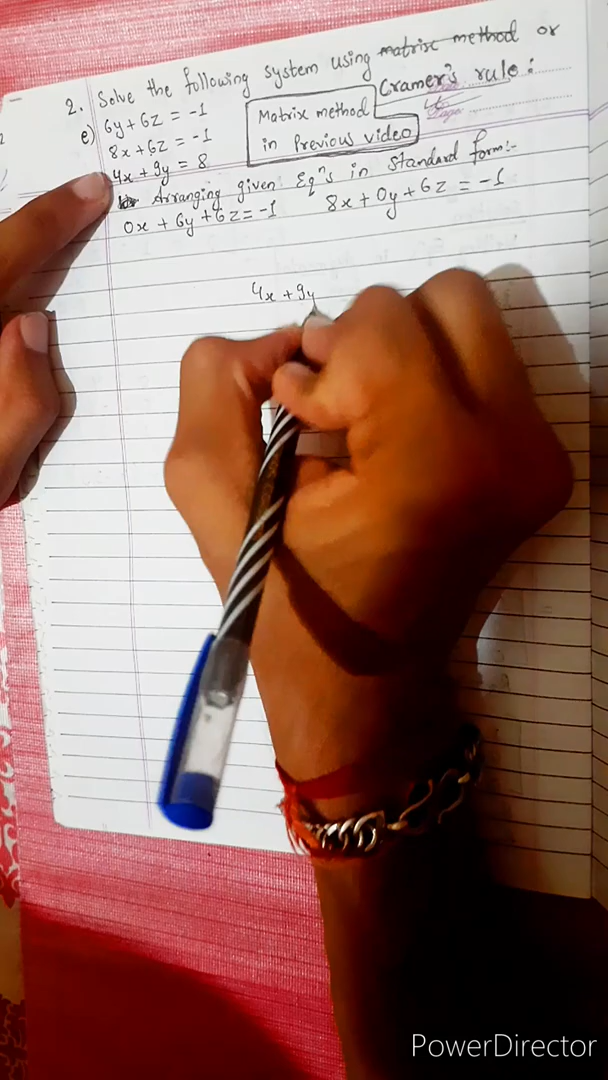 2. Solve the following system using matrix method or
Cramer's rule:
e) 6y + 6z = -1
8x + 6z = -1
4x + 9y = 8
Matrix method
in Previous video
Arranging given Eqⁿs in standard form:-
0x + 6y + 6z = -1 8x + 0y + 6z = -1
4x + 9y
PowerDirector